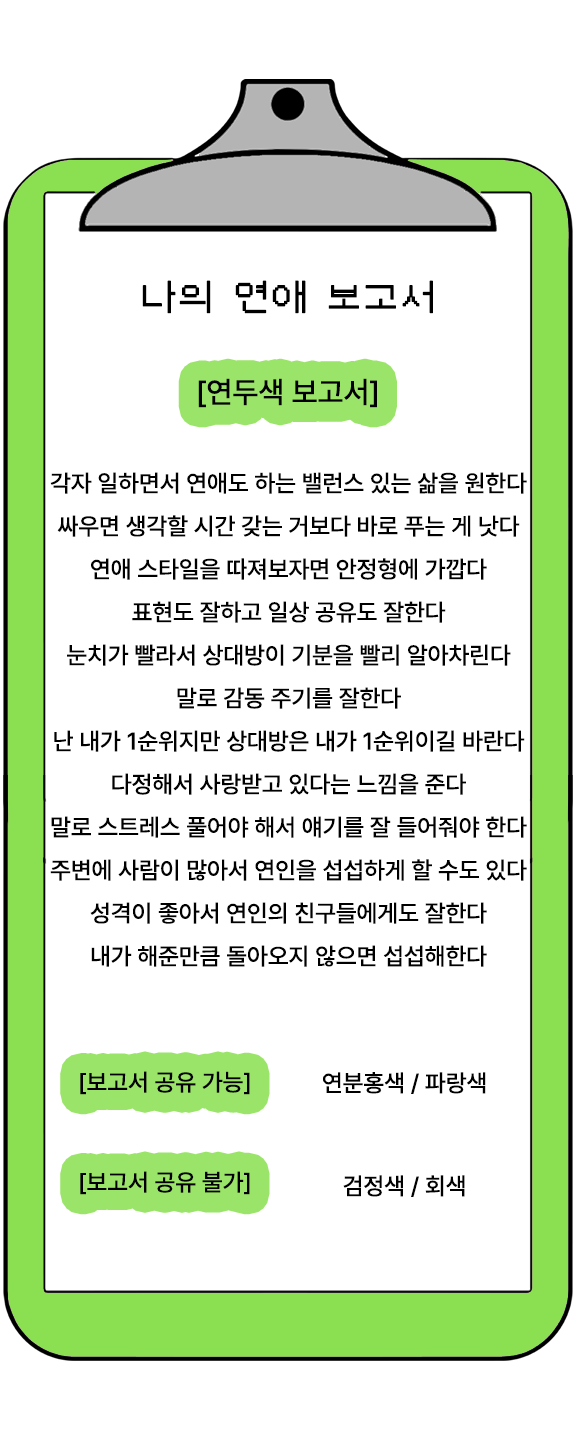 나의 연애 보고서
[연두색 보고서]
각자 일하면서 연애도 하는 밸런스 있는 삶을 원한다
싸우면 생각할 시간 갖는 거보다 바로 푸는 게 낫다
연애 스타일을 따져보자면 안정형에 가깝다
표현도 잘하고 일상 공유도 잘한다
눈치가 빨라서 상대방이 기분을 빨리 알아차린다
말로 감동 주기를 잘한다
난 내가 1순위지만 상대방은 내가 1순위이길 바란다
다정해서 사랑받고 있다는 느낌을 준다
말로 스트레스 풀어야 해서 얘기를 잘 들어줘야 한다
주변에 사람이 많아서 연인을 섭섭하게 할 수도 있다
성격이 좋아서 연인의 친구들에게도 잘한다
내가 해준만큼 돌아오지 않으면 섭섭해한다
[보고서 공유 가능] 연분홍색 / 파랑색
[보고서 공유 불가] 검정색 / 회색